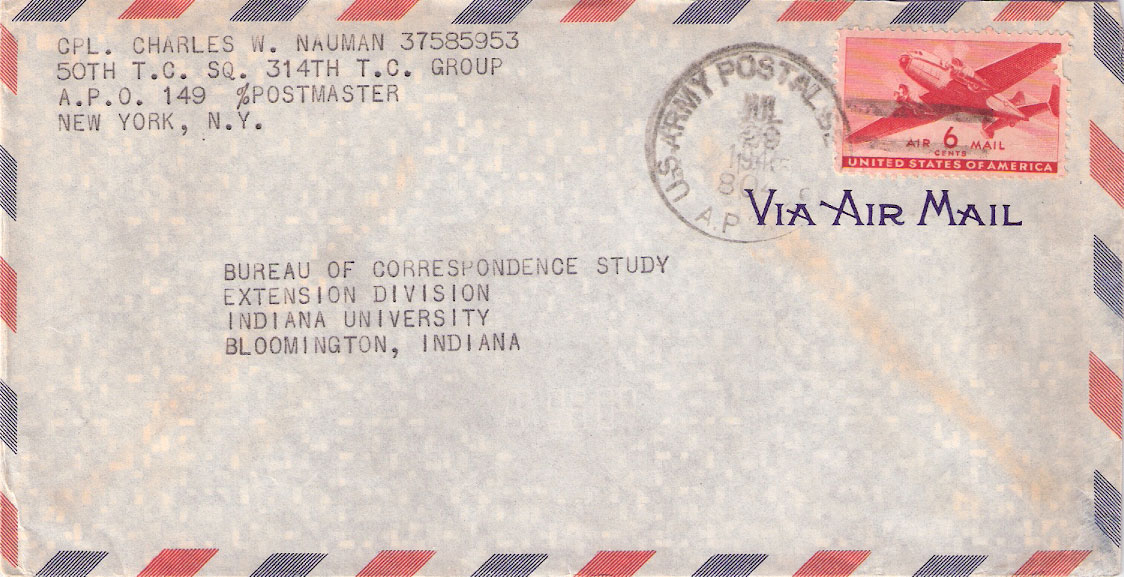 CPL. CHARLES W. NAUMAN 37585953
50TH T.C. SQ. 314TH T.C. GROUP
A.P.O. 149 %POSTMASTER
NEW YORK, N.Y.
U.S. ARMY POSTAL
JUL
A.P
AIR 6 MAIL
CENTS
UNITED STATES OF AMERICA
VIA AIR MAIL
BUREAU OF CORRESPONDENCE STUDY
EXTENSION DIVISION
INDIANA UNIVERSITY
BLOOMINGTON, INDIANA